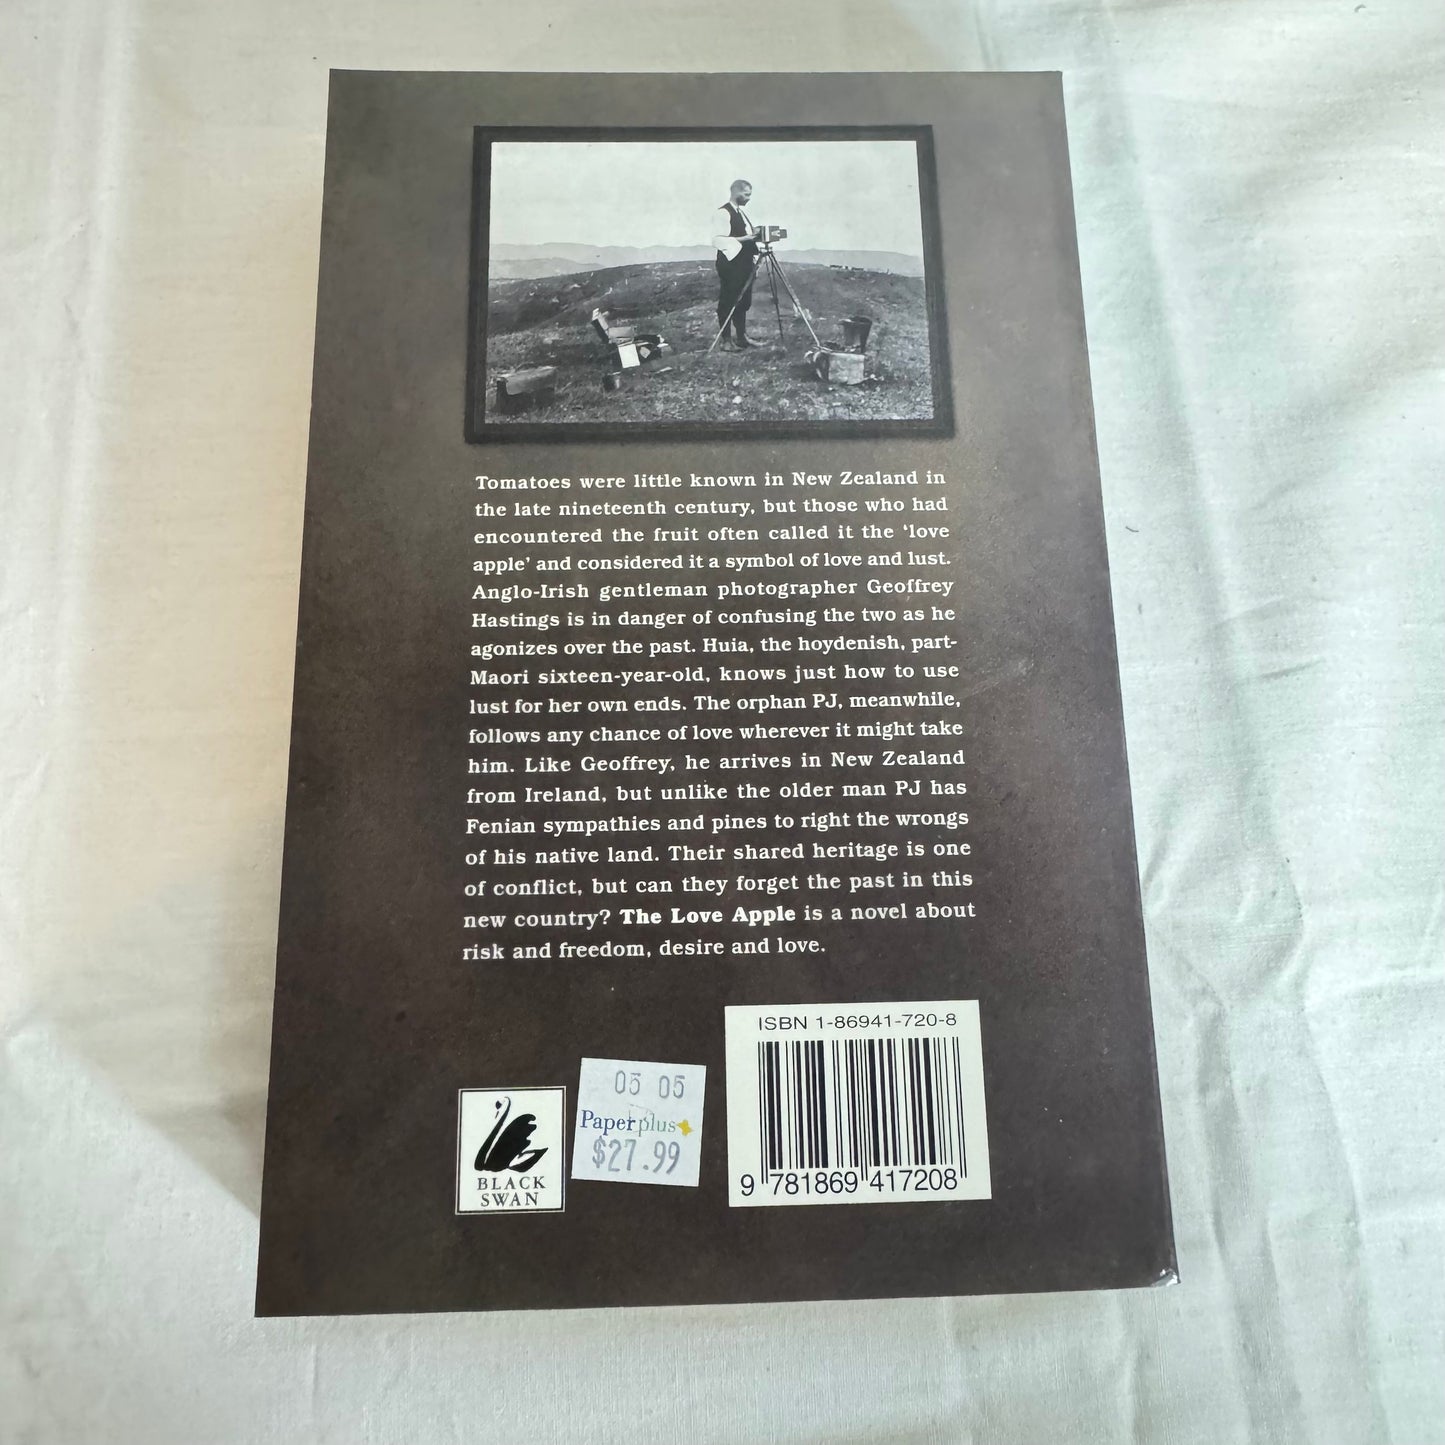 Tomatoes were little known in New Zealand in
the late nineteenth century, but those who had
encountered the fruit often called it the ‘love
apple’ and considered it a symbol of love and lust.
Anglo-Irish gentleman photographer Geoffrey
Hastings is in danger of confusing the two as he
agonizes over the past. Huia, the hoydenish, part-
Maori sixteen-year-old, knows just how to use
lust for her own ends. The orphan PJ, meanwhile,
follows any chance of love wherever it might take
him. Like Geoffrey, he arrives in New Zealand
from Ireland, but unlike the older man PJ has
Fenian sympathies and pines to right the wrongs
of his native land. Their shared heritage is one
of conflict, but can they forget the past in this
new country? The Love Apple is a novel about
risk and freedom, desire and love.
ISBN 1-86941-720-8
9 781869 417208
05 05
Paperplus
$27.99
BLACK
SWAN